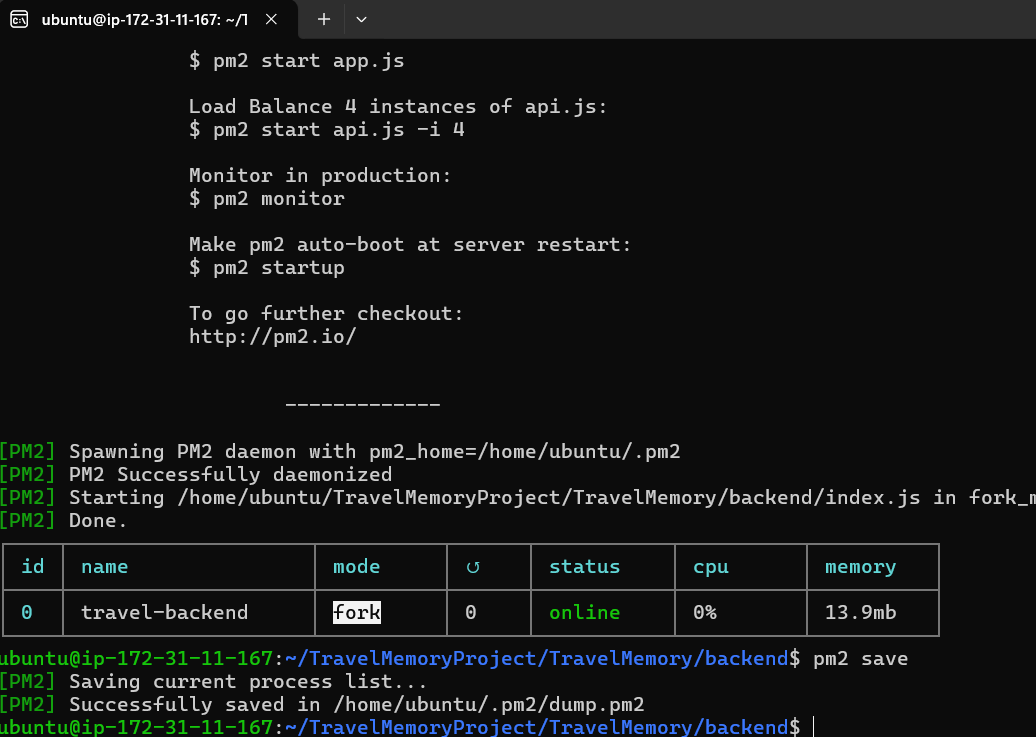 ubuntu@ip-172-31-11-167: ~/T
$ pm2 start app.js
Load Balance 4 instances of api.js:
$ pm2 start api.js -i 4
Monitor in production:
$ pm2 monitor
Make pm2 auto-boot at server restart:
$ pm2 startup
To go further checkout:
http://pm2.io/
-------------
[PM2] Spawning PM2 daemon with pm2_home=/home/ubuntu/.pm2
[PM2] PM2 Successfully daemonized
[PM2] Starting /home/ubuntu/TravelMemoryProject/TravelMemory/backend/index.js in fork_m
[PM2] Done.
id name mode ↺ status cpu memory
0 travel-backend fork 0 online 0% 13.9mb
ubuntu@ip-172-31-11-167:~/TravelMemoryProject/TravelMemory/backend$ pm2 save
[PM2] Saving current process list...
[PM2] Successfully saved in /home/ubuntu/.pm2/dump.pm2
ubuntu@ip-172-31-11-167:~/TravelMemoryProject/TravelMemory/backend$